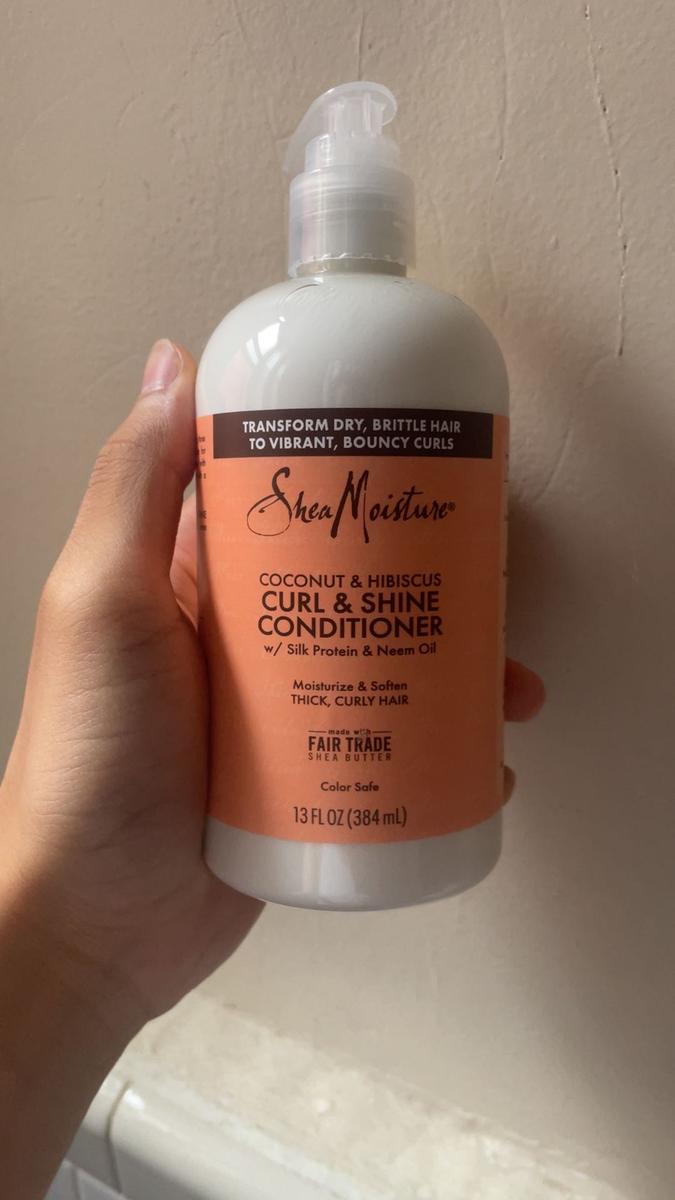 TRANSFORM DRY, BRITTLE HAIR
TO VIBRANT, BOUNCY CURLS
SheaMoisture®
COCONUT & HIBISCUS
CURL & SHINE
CONDITIONER
w/ Silk Protein & Neem Oil
Moisturize & Soften
THICK, CURLY HAIR
made with
FAIR TRADE
SHEA BUTTER
Color Safe
13 FL OZ (384 mL)